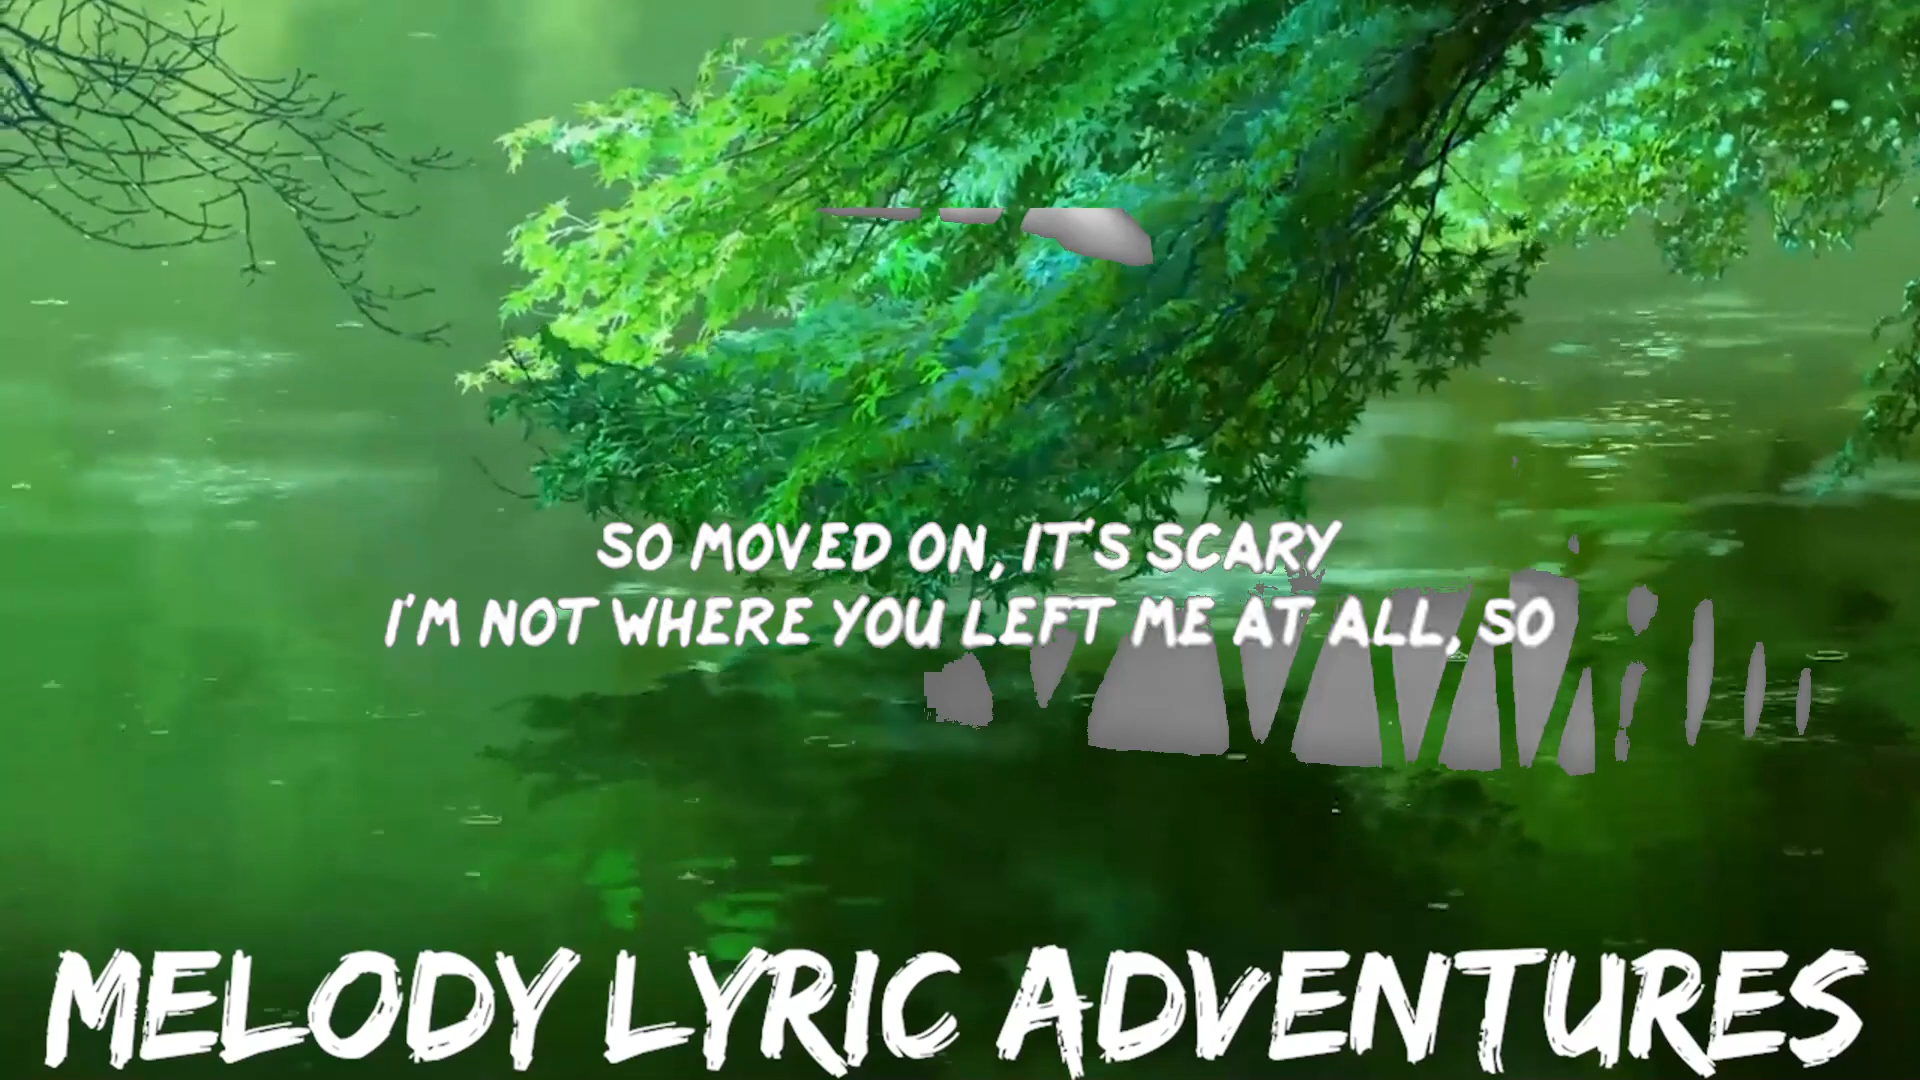 SO MOVED ON, IT'S SCARY
I'M NOT WHERE YOU LEFT ME AT ALL, SO
MELODY LYRIC ADVENTURES